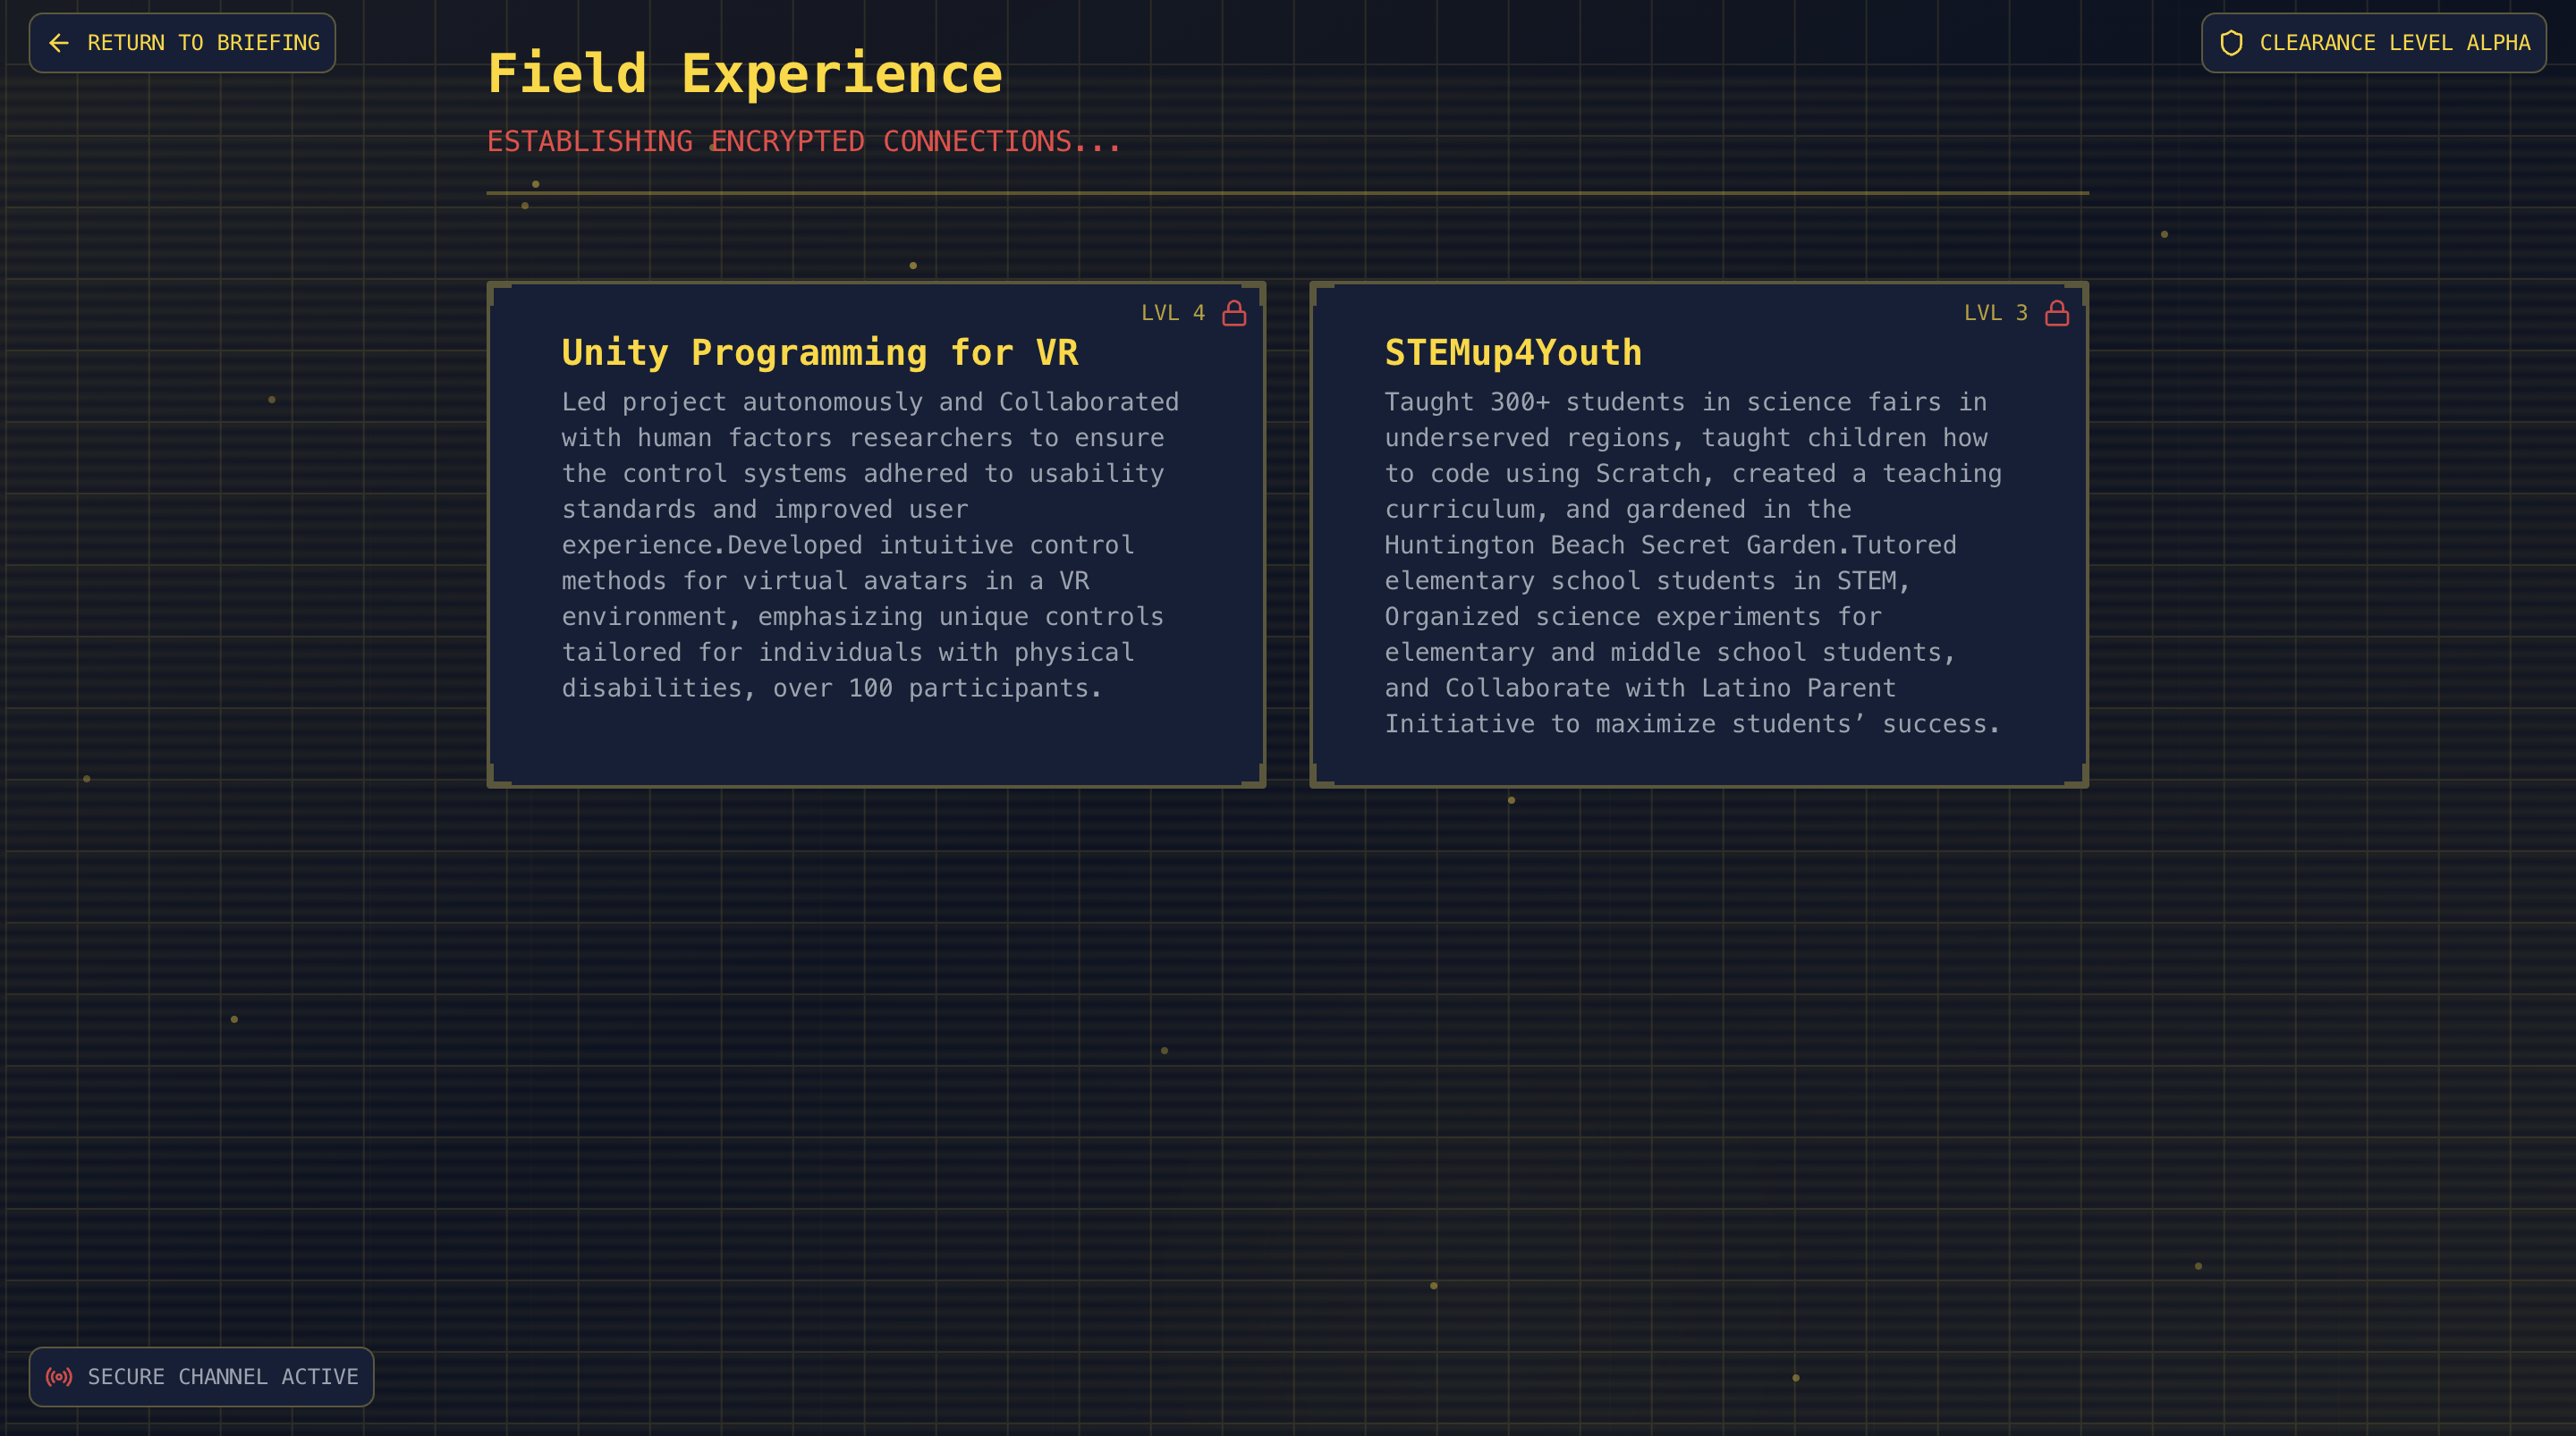 RETURN TO BRIEFING
CLEARANCE LEVEL ALPHA
Field Experience
ESTABLISHING ENCRYPTED CONNECTIONS...
LVL 4
Unity Programming for VR
Led project autonomously and Collaborated
with human factors researchers to ensure
the control systems adhered to usability
standards and improved user
experience.Developed intuitive control
methods for virtual avatars in a VR
environment, emphasizing unique controls
tailored for individuals with physical
disabilities, over 100 participants.
LVL 3
STEMup4Youth
Taught 300+ students in science fairs in
underserved regions, taught children how
to code using Scratch, created a teaching
curriculum, and gardened in the
Huntington Beach Secret Garden.Tutored
elementary school students in STEM,
Organized science experiments for
elementary and middle school students,
and Collaborate with Latino Parent
Initiative to maximize students’ success.
SECURE CHANNEL ACTIVE